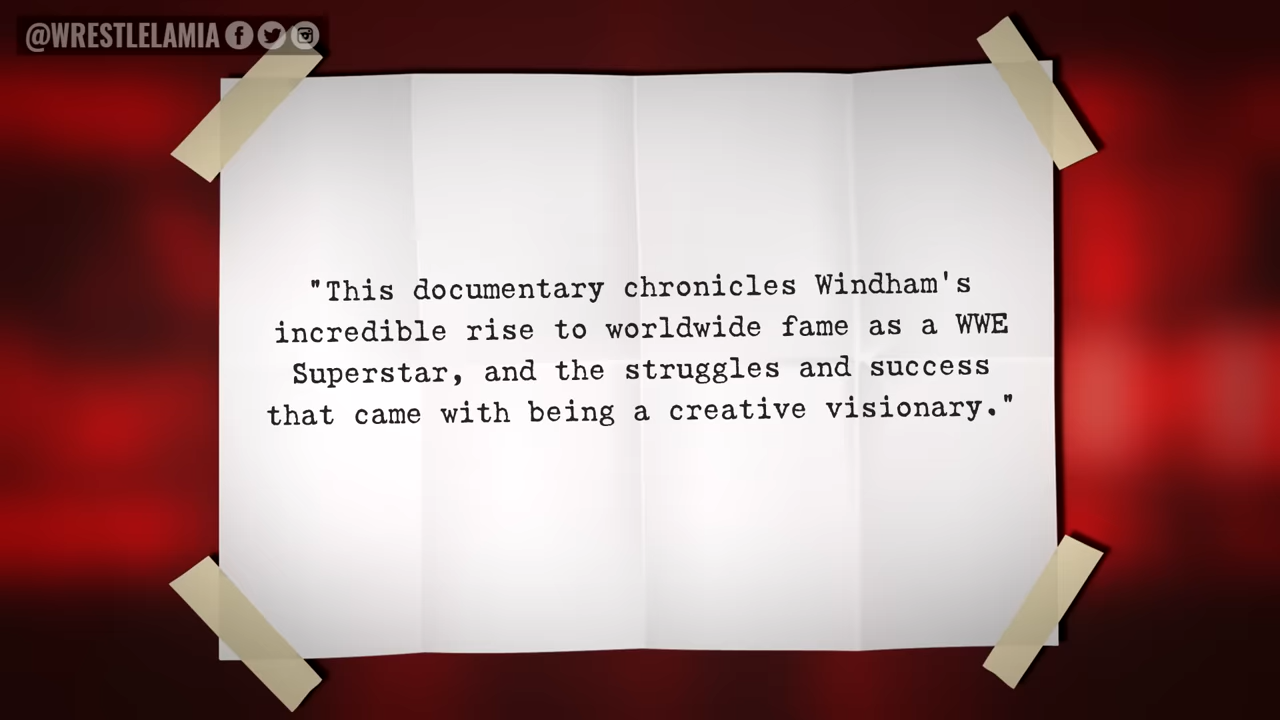 @WRESTLELAMIA
"This documentary chronicles Windham's
incredible rise to worldwide fame as a WWE
Superstar, and the struggles and success
that came with being a creative visionary."